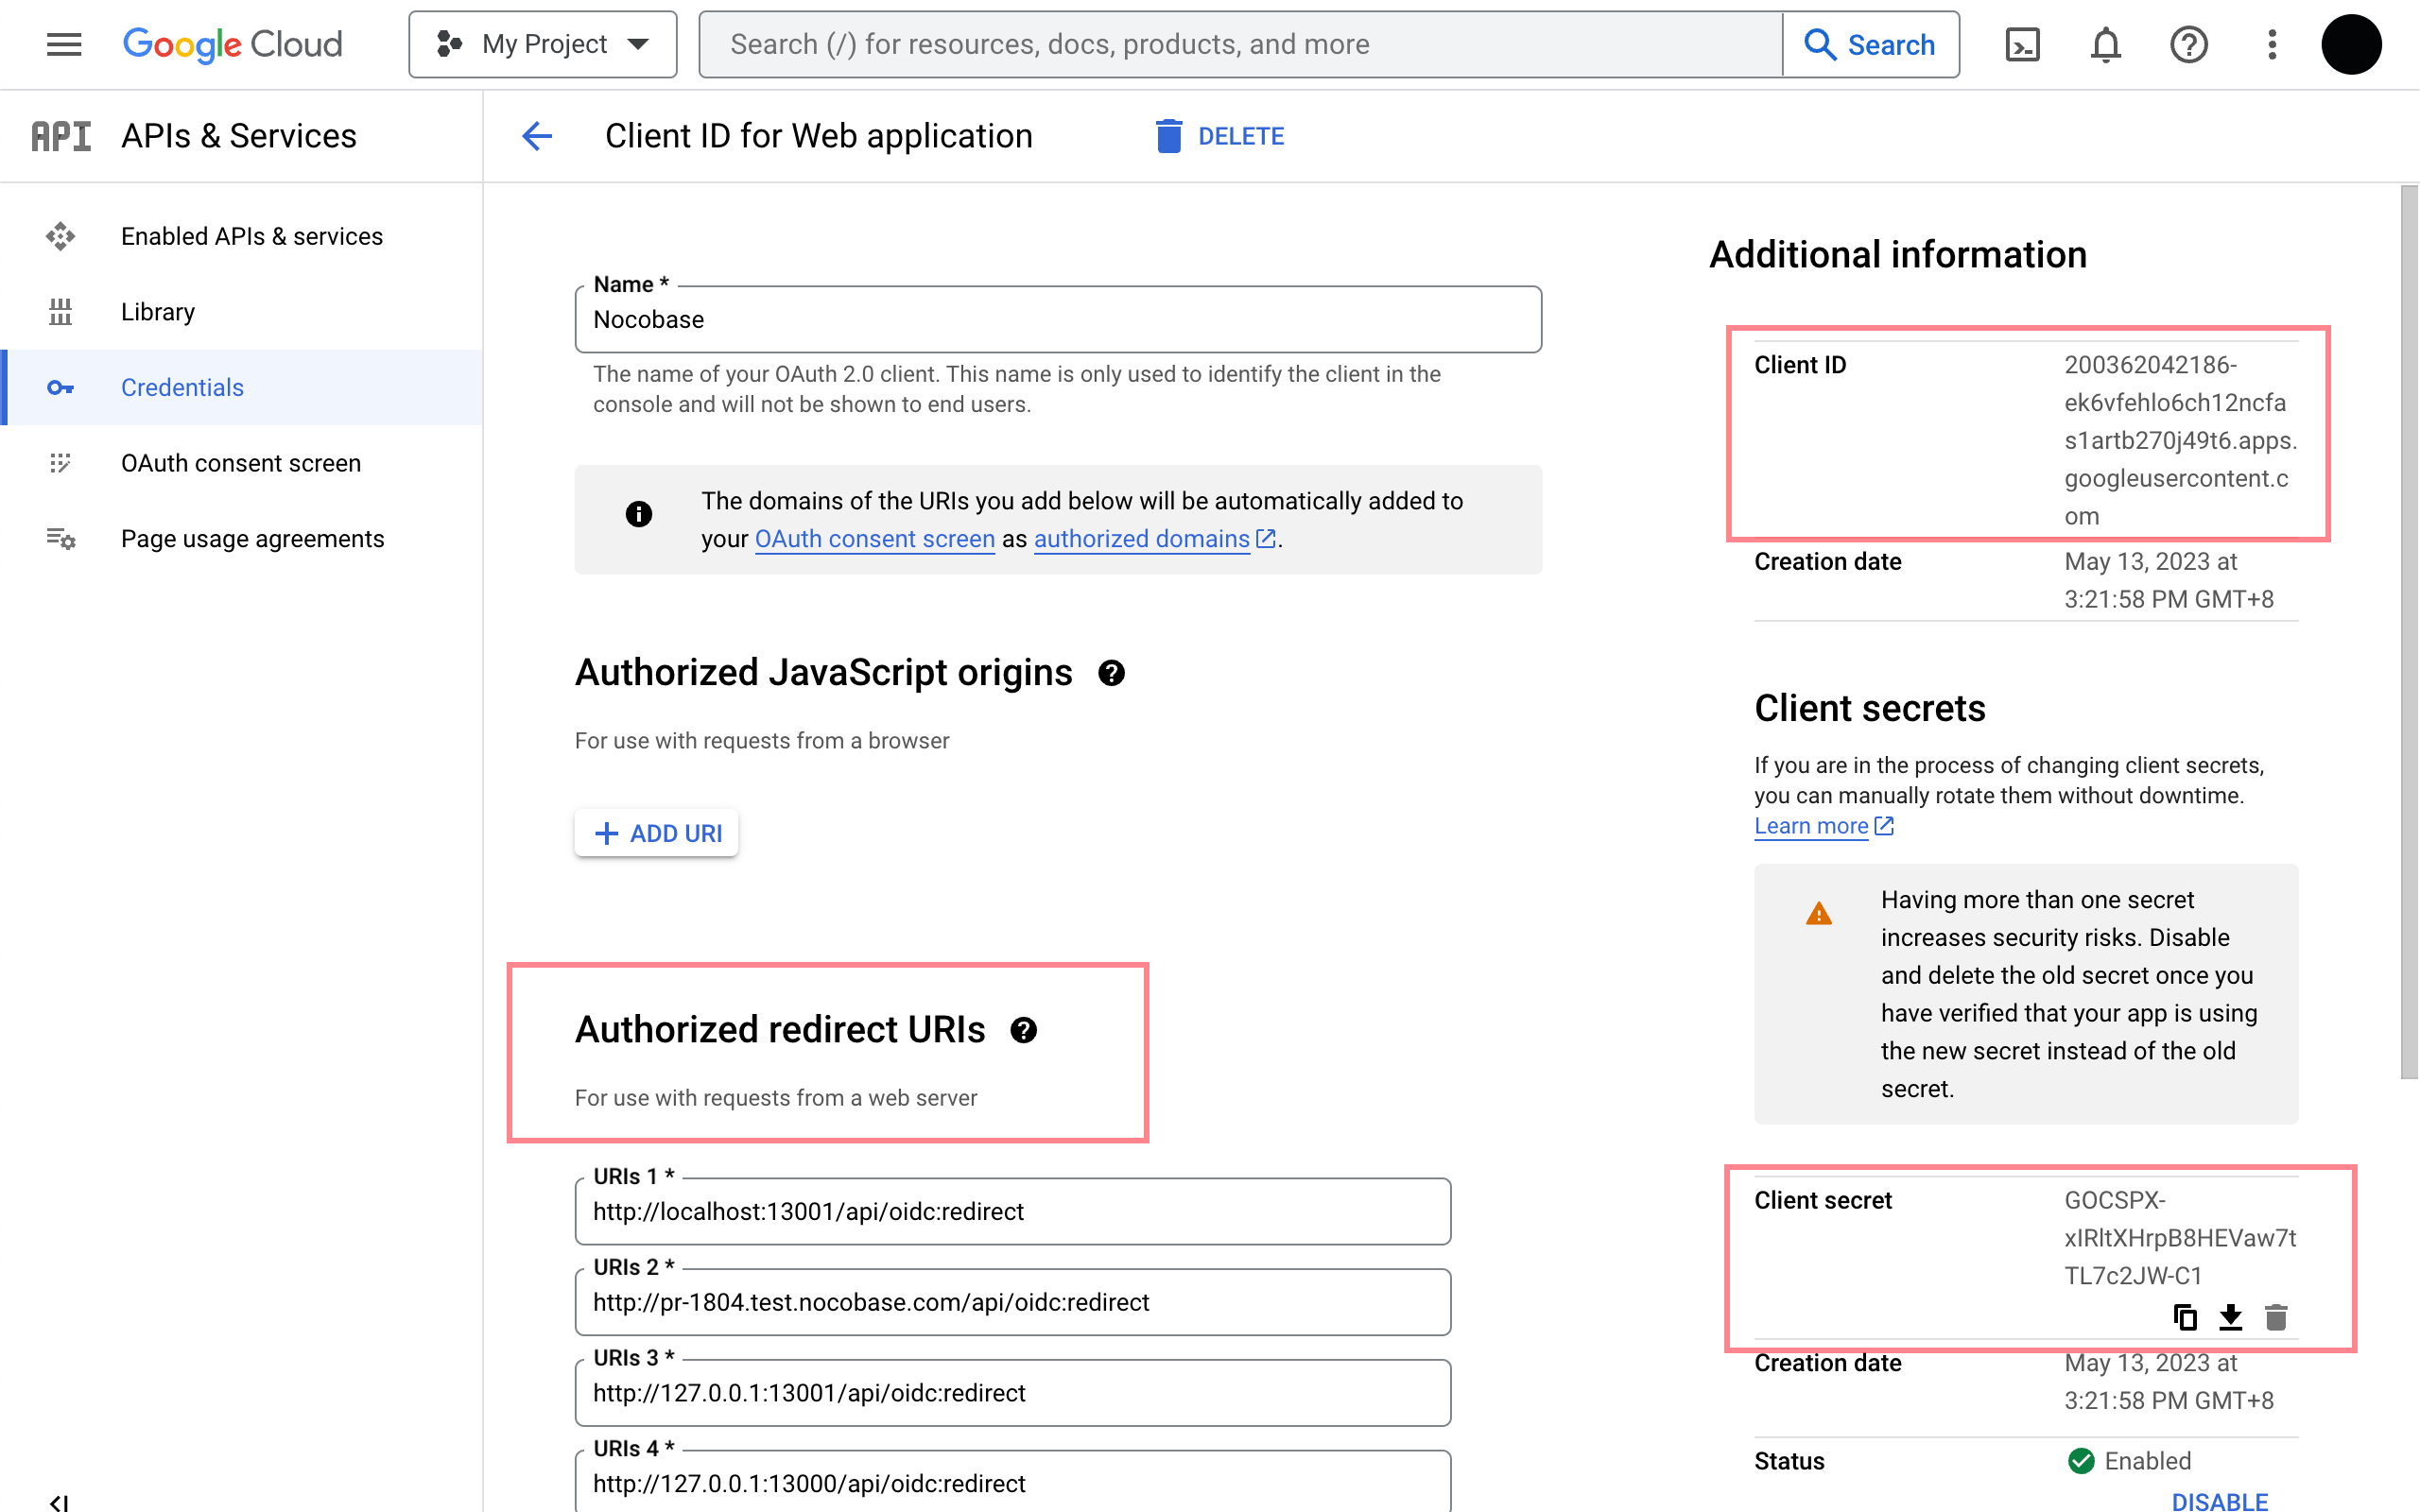 Google Cloud
My Project
Search (/) for resources, docs, products, and more
Search
API
APIs & Services
Client ID for Web application
DELETE
Enabled APIs & services
Library
Credentials
OAuth consent screen
Page usage agreements
Name *
Nocobase
The name of your OAuth 2.0 client. This name is only used to identify the client in the
console and will not be shown to end users.
The domains of the URIs you add below will be automatically added to
your OAuth consent screen as authorized domains.
Authorized JavaScript origins
For use with requests from a browser
ADD URI
Authorized redirect URIs
For use with requests from a web server
URIs 1 *
http://localhost:13001/api/oidc:redirect
URIs 2 *
http://pr-1804.test.nocobase.com/api/oidc:redirect
URIs 3 *
http://127.0.0.1:13001/api/oidc:redirect
URIs 4 *
http://127.0.0.1:13000/api/oidc:redirect
Additional information
Client ID
200362042186-
ek6vfehlo6ch12ncfa
s1artb270j49t6.apps.
googleusercontent.c
om
Creation date
May 13, 2023 at
3:21:58 PM GMT+8
Client secrets
If you are in the process of changing client secrets,
you can manually rotate them without downtime.
Learn more
Having more than one secret
increases security risks. Disable
and delete the old secret once you
have verified that your app is using
the new secret instead of the old
secret.
Client secret
GOCSPX-
xIRltXHrpB8HEVaw7t
TL7c2JW-C1
Creation date
May 13, 2023 at
3:21:58 PM GMT+8
Status
Enabled
DISABLE